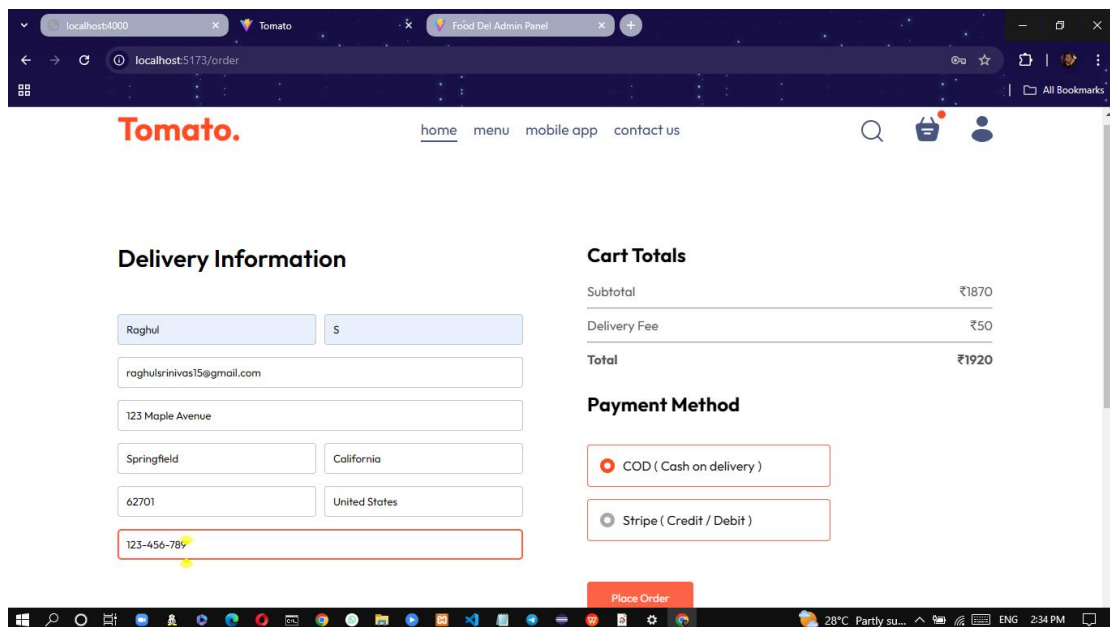 localhost:4000
Tomato
Food Del Admin Panel
localhost:5173/order
All Bookmarks
Tomato.
home menu mobile app contact us
Delivery Information
Raghul S
raghulsrinivas15@gmail.com
123 Maple Avenue
Springfield California
62701 United States
123-456-789
Cart Totals
Subtotal ₹1870
Delivery Fee ₹50
Total ₹1920
Payment Method
COD ( Cash on delivery )
Stripe ( Credit / Debit )
Place Order
28°C Partly su... ENG 2:34 PM